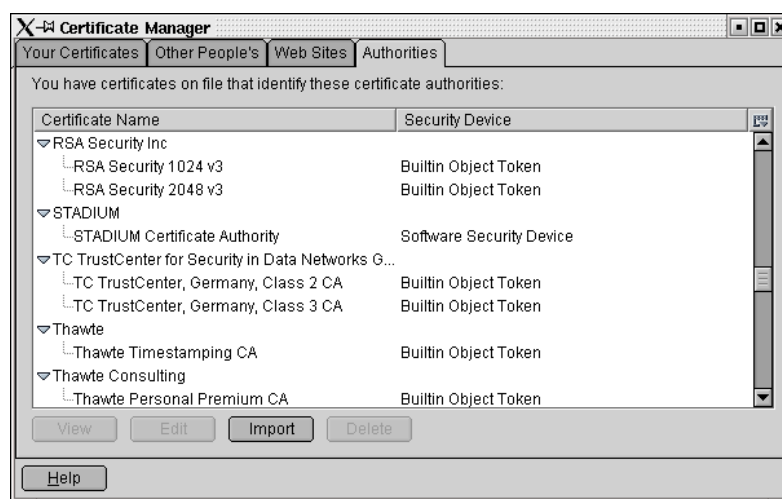 Certificate Manager
Your Certificates Other People's Web Sites Authorities
You have certificates on file that identify these certificate authorities:
Certificate Name Security Device
RSA Security Inc
RSA Security 1024 v3 Builtin Object Token
RSA Security 2048 v3 Builtin Object Token
STADIUM
STADIUM Certificate Authority Software Security Device
TC TrustCenter for Security in Data Networks G...
TC TrustCenter, Germany, Class 2 CA Builtin Object Token
TC TrustCenter, Germany, Class 3 CA Builtin Object Token
Thawte
Thawte Timestamping CA Builtin Object Token
Thawte Consulting
Thawte Personal Premium CA Builtin Object Token
View Edit Import Delete
Help